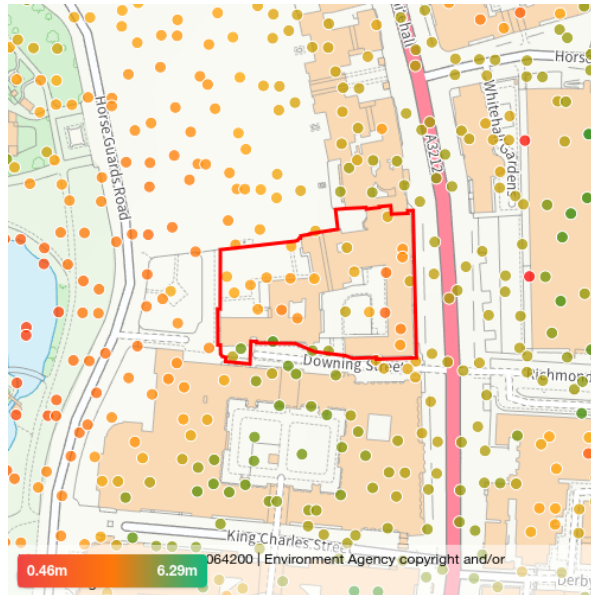 Whitehall
Horse Guards Road
A3212
Whitehall Gardens
Hors
Downing Street
Richmond
King Charles Street
064200 | Environment Agency copyright and/or
0.46m
6.29m
Derby